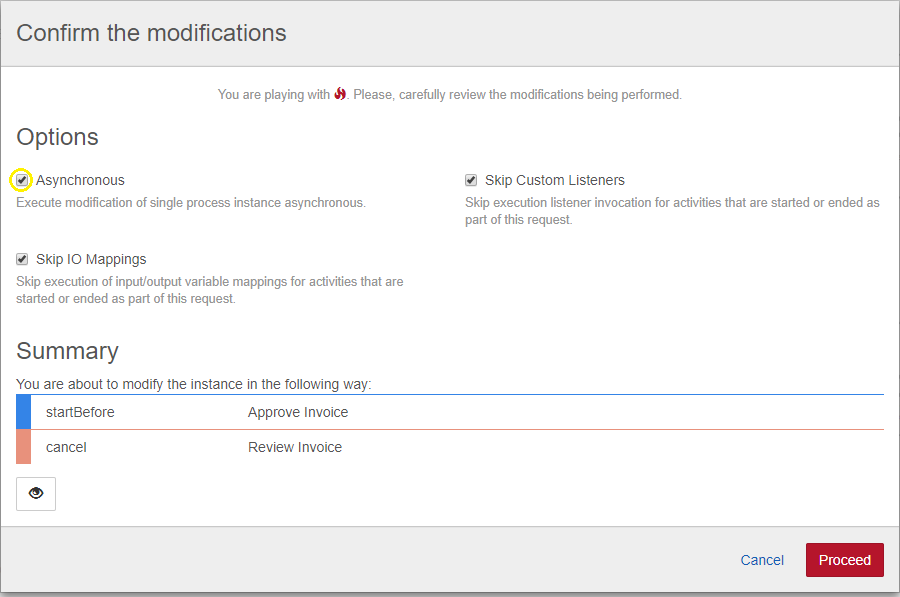 Confirm the modifications
You are playing with . Please, carefully review the modifications being performed.
Options
Asynchronous
Execute modification of single process instance asynchronous.
Skip Custom Listeners
Skip execution listener invocation for activities that are started or ended as
part of this request.
Skip IO Mappings
Skip execution of input/output variable mappings for activities that are
started or ended as part of this request.
Summary
You are about to modify the instance in the following way:
startBefore Approve Invoice
cancel Review Invoice
Cancel Proceed